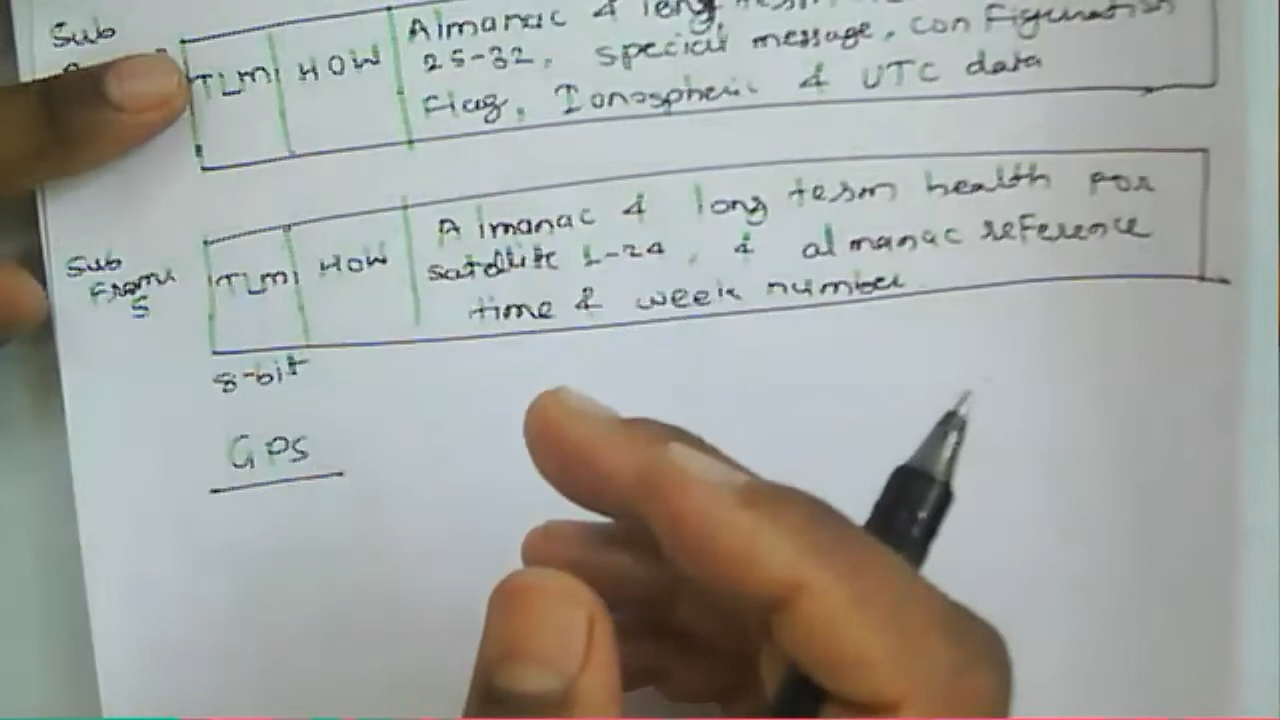 Sub
TLM HOW Almanac & long
25-32, special message, configuration
flag, Ionospheric & UTC data
Sub
Frame
5
TLM HOW Almanac & long term health for
satellite 1-24, & almanac reference
time & week number
8-bit
GPS